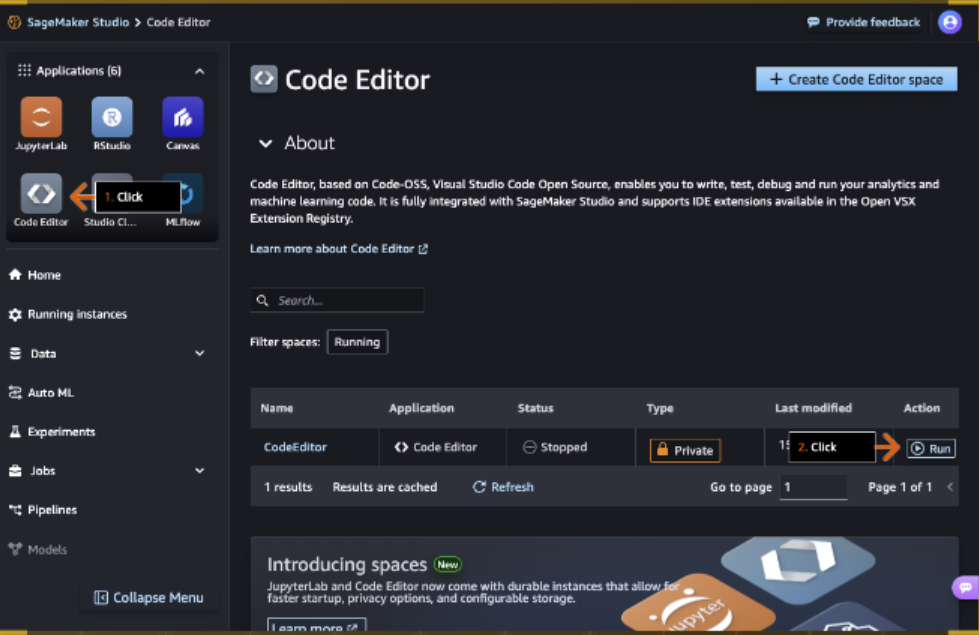 SageMaker Studio > Code Editor
Provide feedback
Applications (6)
JupyterLab
RStudio
Canvas
1. Click
Code Editor
Studio Cl...
MLflow
Home
Running instances
Data
Auto ML
Experiments
Jobs
Pipelines
Models
Collapse Menu
Code Editor
+ Create Code Editor space
About
Code Editor, based on Code-OSS, Visual Studio Code Open Source, enables you to write, test, debug and run your analytics and
machine learning code. It is fully integrated with SageMaker Studio and supports IDE extensions available in the Open VSX
Extension Registry.
Learn more about Code Editor
Search...
Filter spaces: Running
Name Application Status Type Last modified Action
CodeEditor Code Editor Stopped Private 2. Click Run
1 results Results are cached Refresh Go to page 1 Page 1 of 1 <
Introducing spaces New
JupyterLab and Code Editor now come with durable instances that allow for
faster startup, privacy options, and configurable storage.
Learn more
jupyter